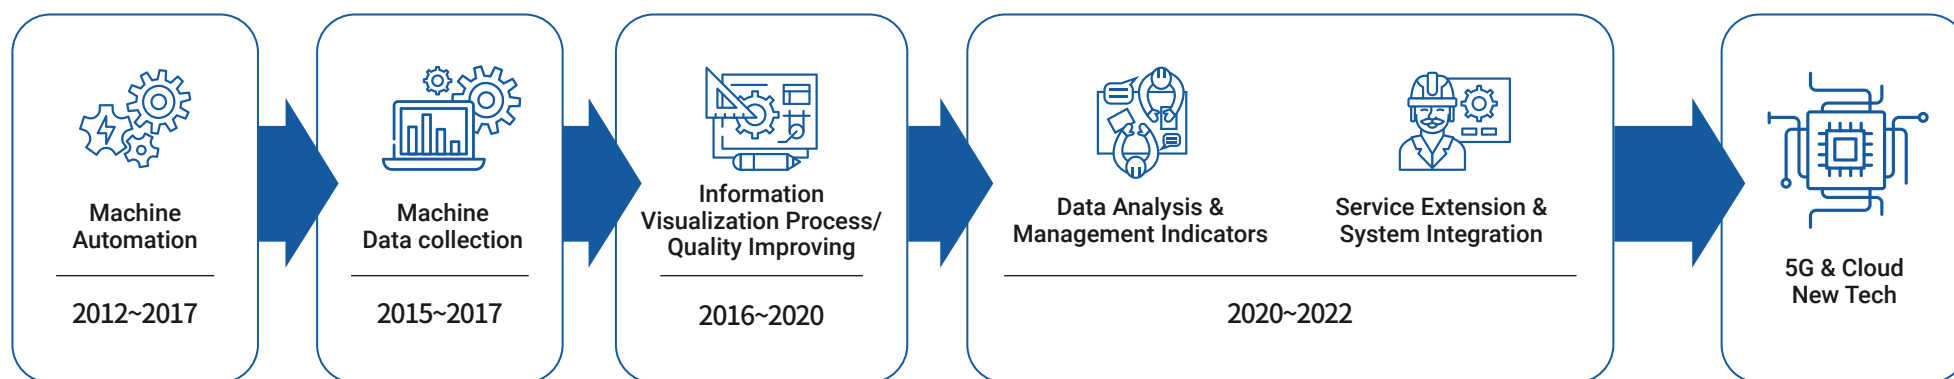 Machine
Automation
2012~2017
Machine
Data collection
2015~2017
Information
Visualization Process/
Quality Improving
2016~2020
Data Analysis &
Management Indicators
Service Extension &
System Integration
2020~2022
5G & Cloud
New Tech